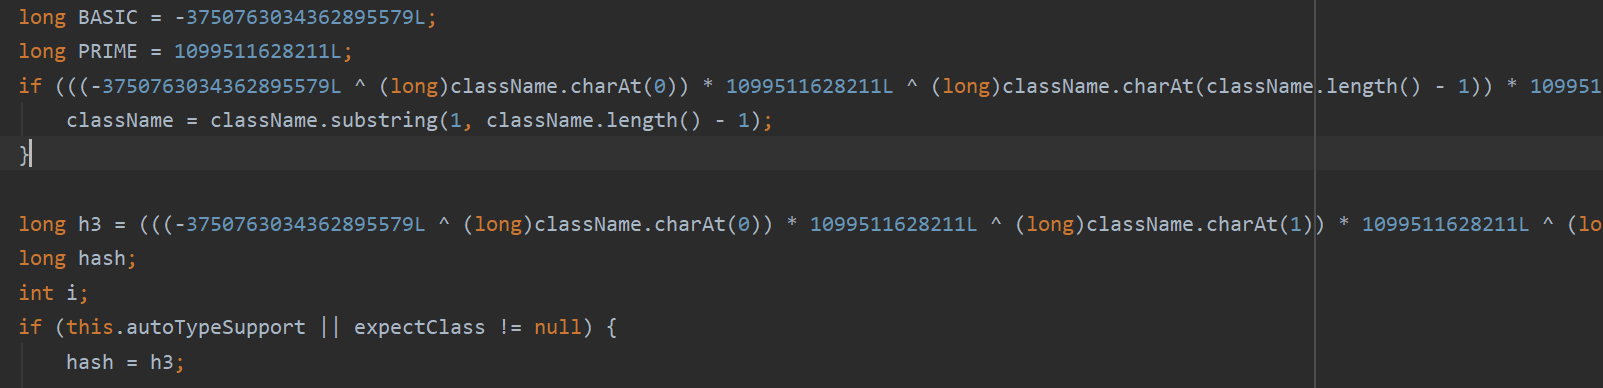 long BASIC = -3750763034362895579L;
long PRIME = 1099511628211L;
if (((-3750763034362895579L ^ (long)className.charAt(0)) * 1099511628211L ^ (long)className.charAt(className.length() - 1)) * 109951
className = className.substring(1, className.length() - 1);
}
long h3 = (((-3750763034362895579L ^ (long)className.charAt(0)) * 1099511628211L ^ (long)className.charAt(1)) * 1099511628211L ^ (lo
long hash;
int i;
if (this.autoTypeSupport || expectClass != null) {
hash = h3;